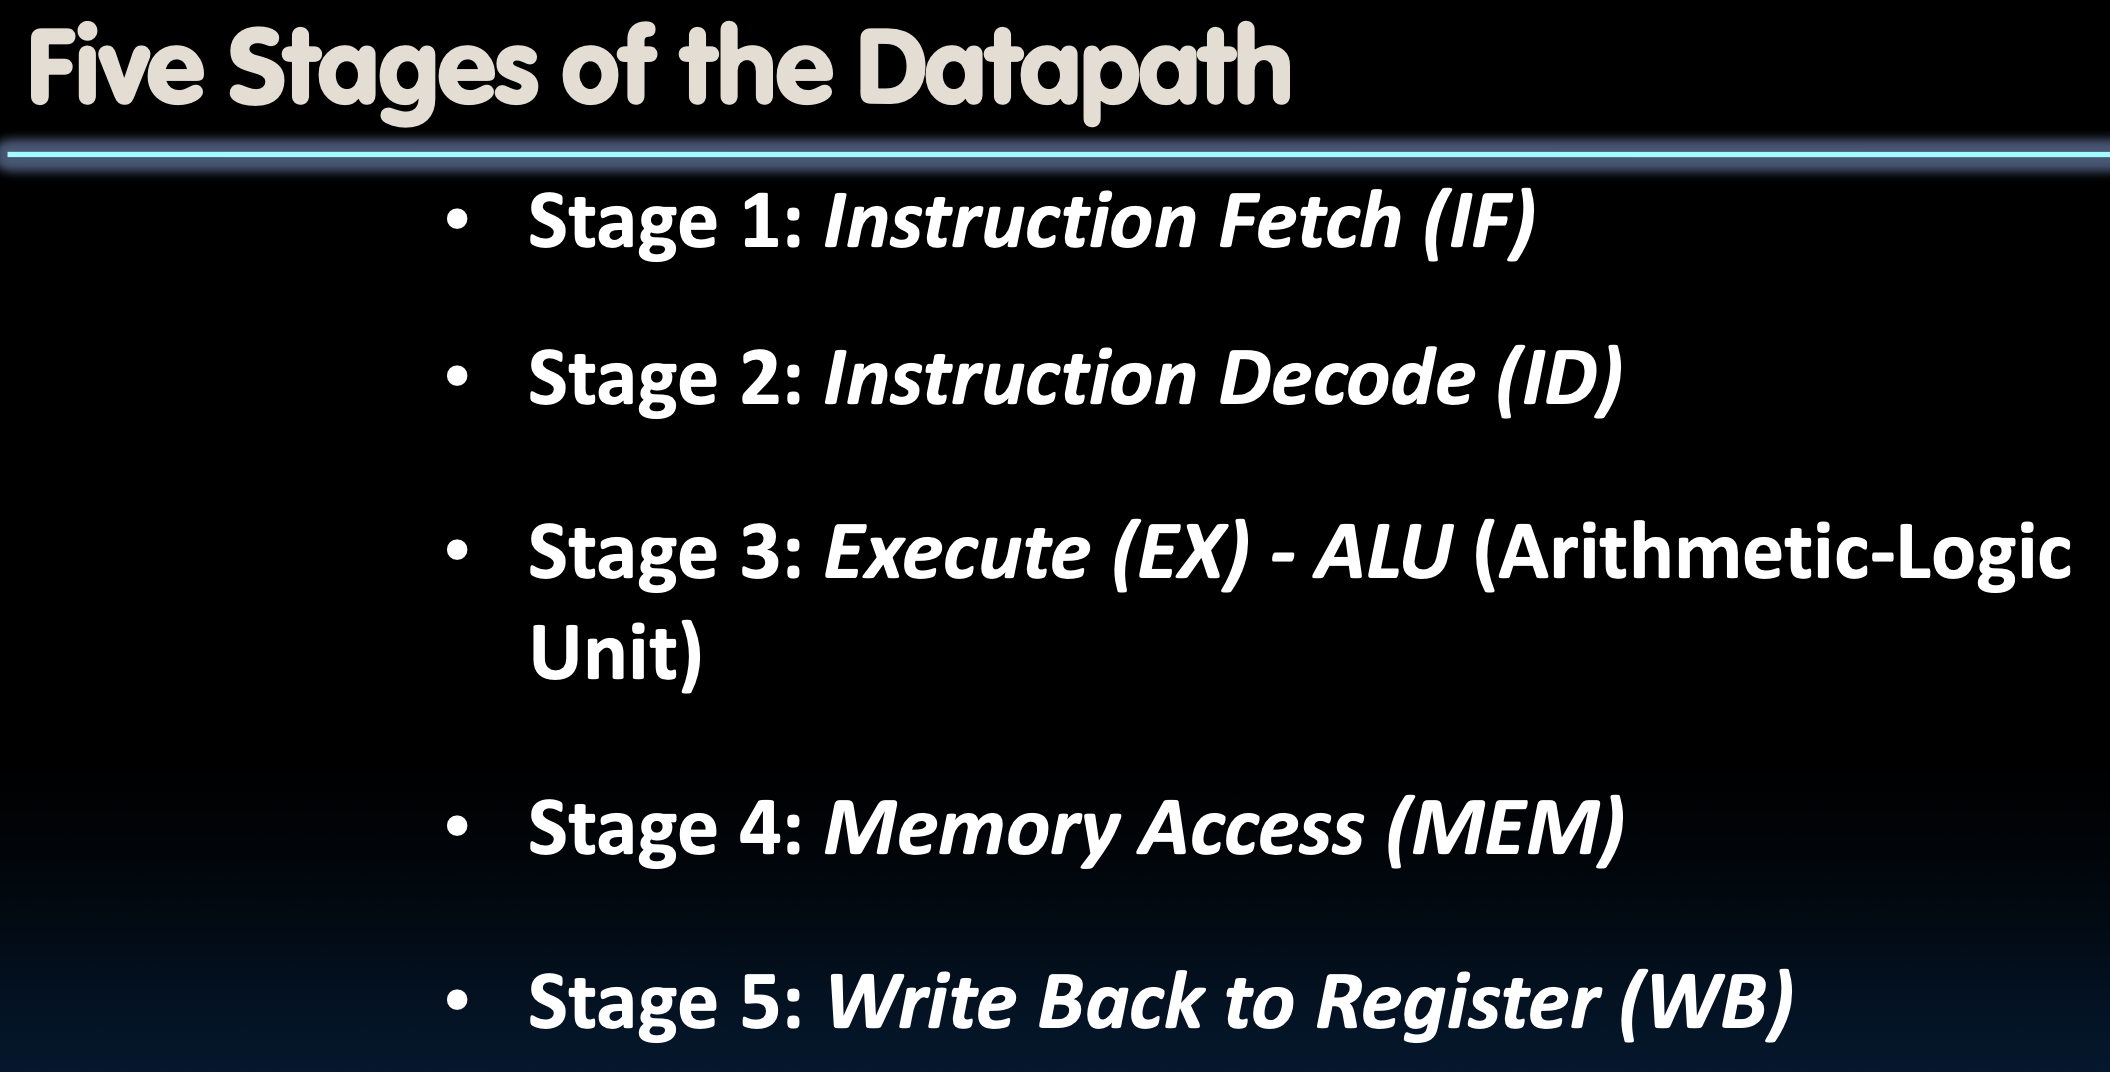 Five Stages of the Datapath
• Stage 1: Instruction Fetch (IF)
• Stage 2: Instruction Decode (ID)
• Stage 3: Execute (EX) - ALU (Arithmetic-Logic
Unit)
• Stage 4: Memory Access (MEM)
• Stage 5: Write Back to Register (WB)